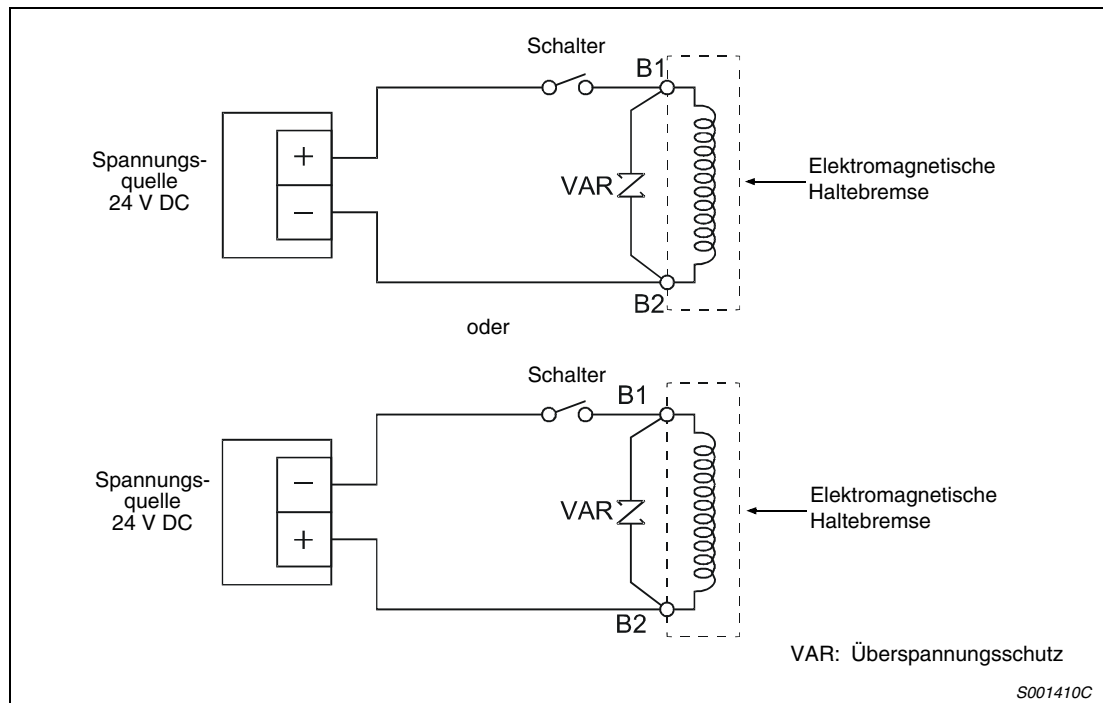 Schalter
B1
Spannungs-
quelle
24 V DC
+
−
VAR
Elektromagnetische
Haltebremse
B2
oder
Schalter
B1
Spannungs-
quelle
24 V DC
−
+
VAR
Elektromagnetische
Haltebremse
B2
VAR: Überspannungsschutz
S001410C